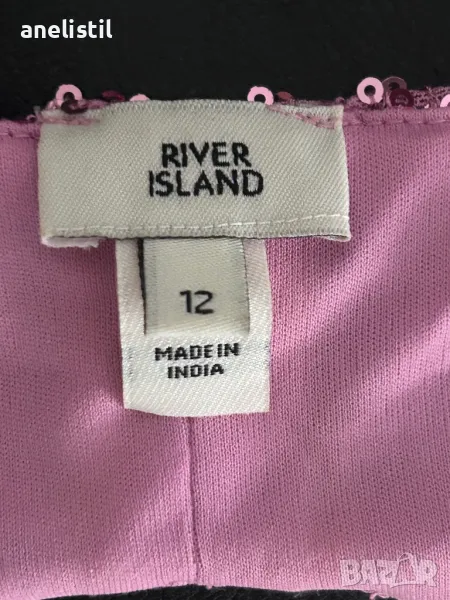 anelistil
RIVER
ISLAND
12
MADE IN
INDIA
BAZAR